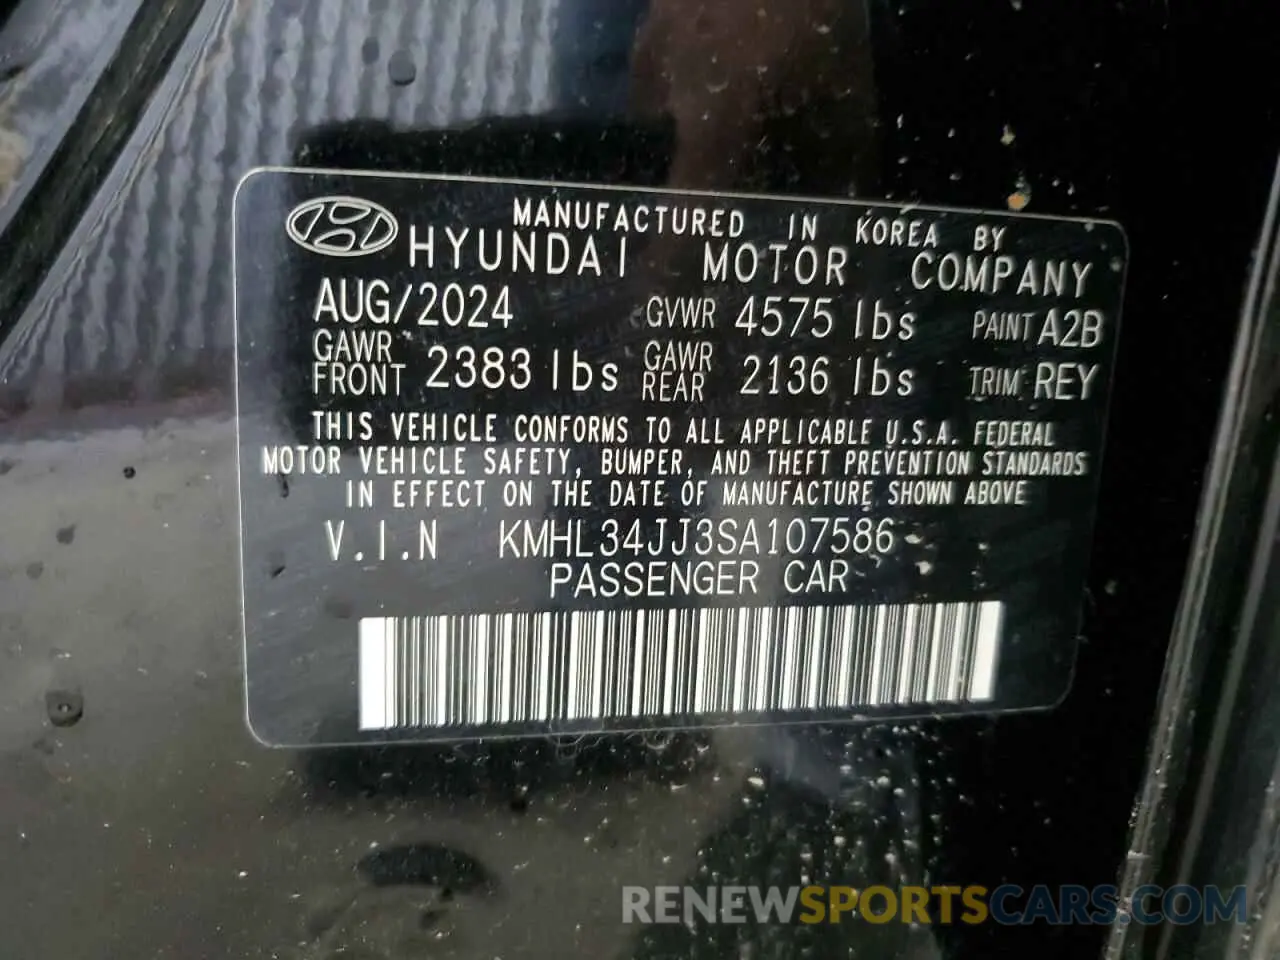 MANUFACTURED IN KOREA BY
HYUNDAI MOTOR COMPANY
AUG/2024 GVWR 4575 lbs PAINT A2B
GAWR FRONT 2383 lbs GAWR REAR 2136 lbs TRIM REY
THIS VEHICLE CONFORMS TO ALL APPLICABLE U.S.A. FEDERAL
MOTOR VEHICLE SAFETY, BUMPER, AND THEFT PREVENTION STANDARDS
IN EFFECT ON THE DATE OF MANUFACTURE SHOWN ABOVE
V.I.N KMHL34JJ3SA107586
PASSENGER CAR
RENEWSPORTSCARS.COM